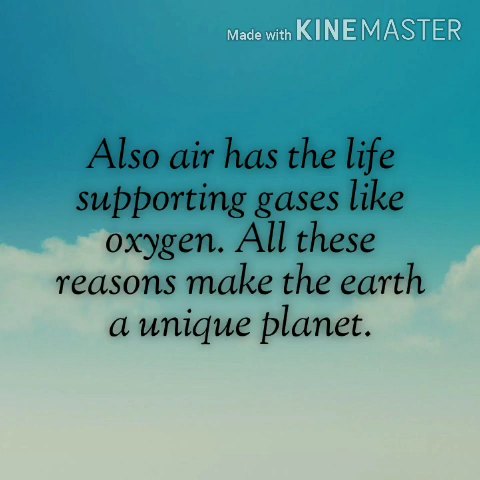 Made with KINEMASTER
Also air has the life
supporting gases like
oxygen. All these
reasons make the earth
a unique planet.